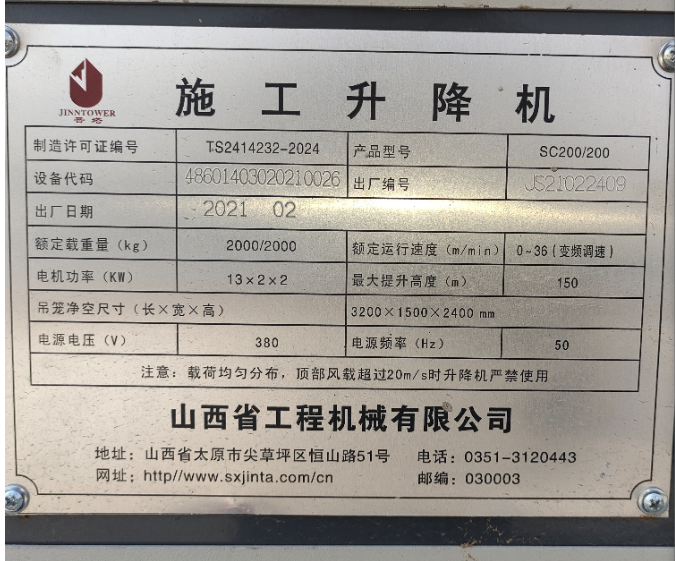 施工升降机
JINNTOWER
晋塔
制造许可证编号 TS2414232-2024 产品型号 SC200/200
设备代码 48601403020210026 出厂编号 JS21022409
出厂日期 2021 02
额定载重量（kg） 2000/2000 额定运行速度（m/min） 0~36（变频调速）
电机功率（KW） 13×2×2 最大提升高度（m） 150
吊笼净空尺寸（长×宽×高） 3200×1500×2400 mm
电源电压（V） 380 电源频率（Hz） 50
注意：载荷均匀分布，顶部风载超过20m/s时升降机严禁使用
山西省工程机械有限公司
地址：山西省太原市尖草坪区恒山路51号 电话：0351-3120443
网址：http//www.sxjinta.com/cn 邮编：030003